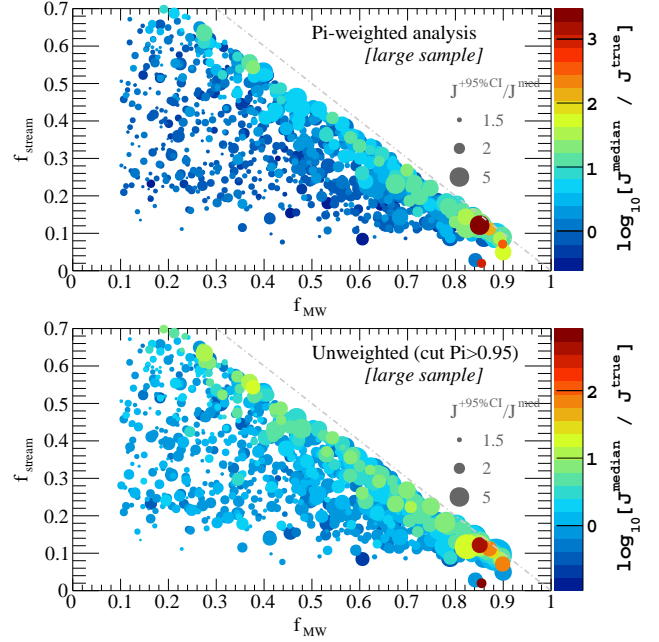 0.7
0.6
0.5
0.4
0.3
0.2
0.1
0
f_stream
Pi-weighted analysis
[large sample]
J^+95%CI/J^med
1.5
2
5
0 0.1 0.2 0.3 0.4 0.5 0.6 0.7 0.8 0.9 1
f_MW
3
2
1
0
log_10[J^median / J^true]
0.7
0.6
0.5
0.4
0.3
0.2
0.1
0
f_stream
Unweighted (cut Pi>0.95)
[large sample]
J^+95%CI/J^med
1.5
2
5
0 0.1 0.2 0.3 0.4 0.5 0.6 0.7 0.8 0.9 1
f_MW
2
1
0
log_10[J^median / J^true]